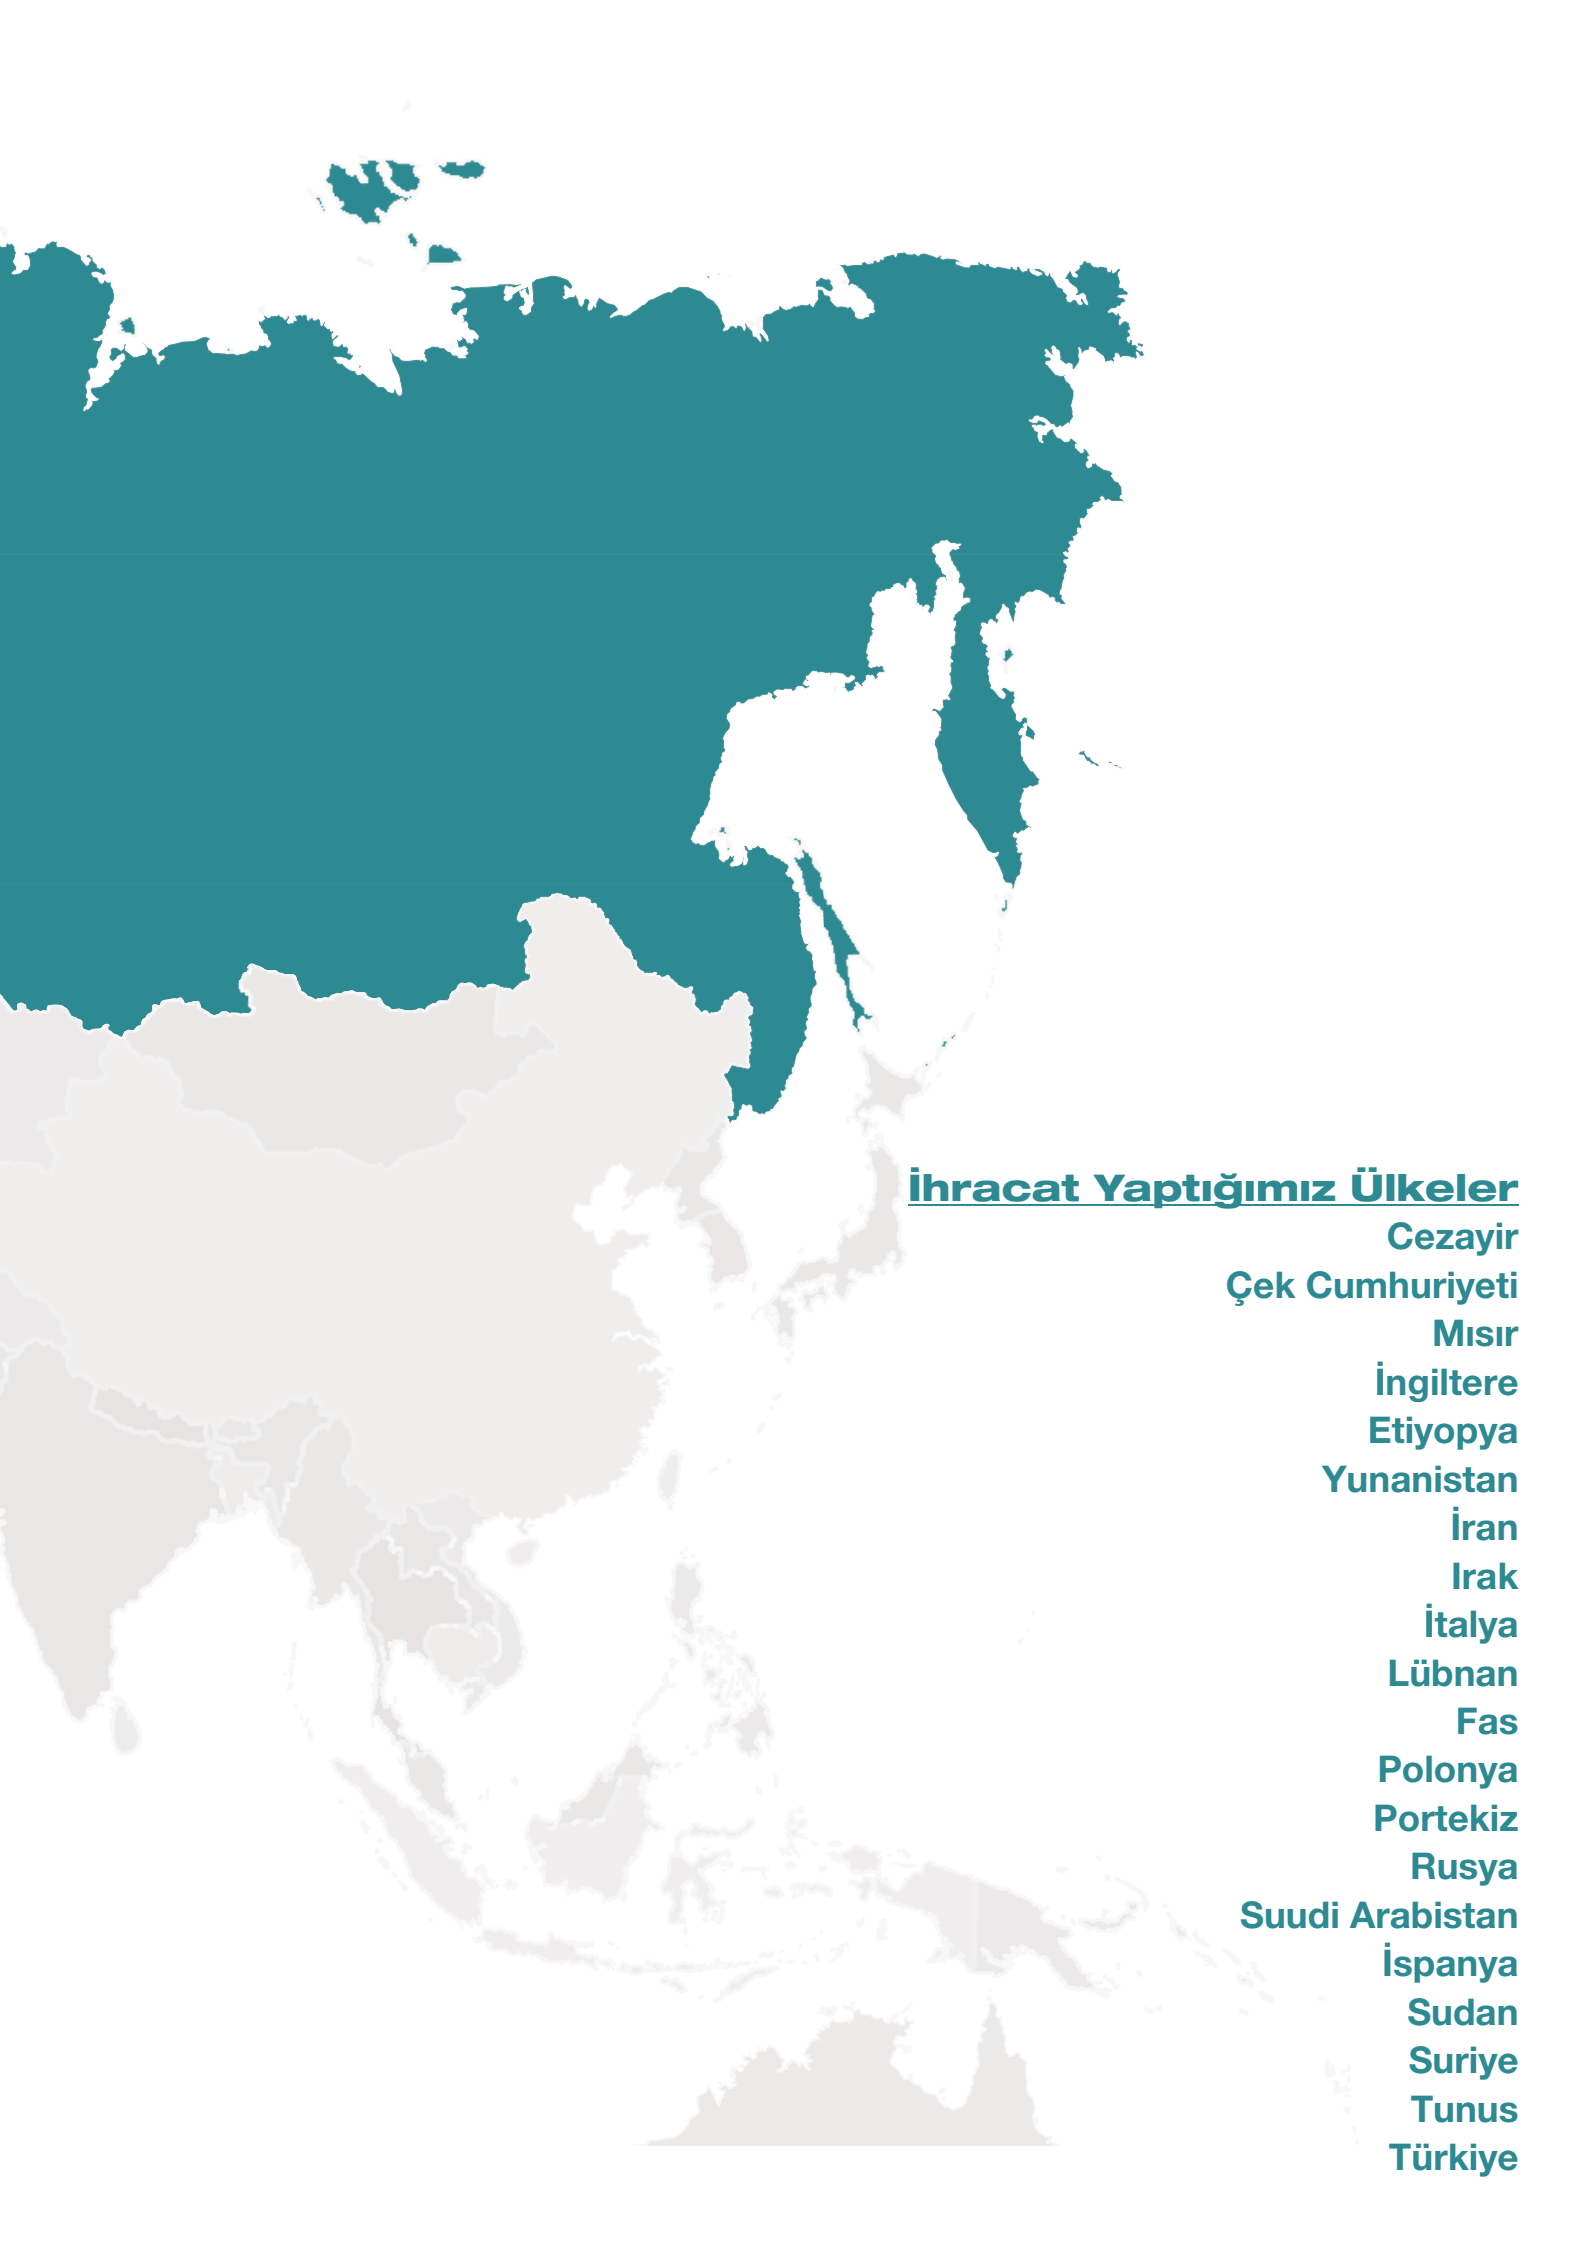 İhracat Yaptığımız Ülkeler
Cezayir
Çek Cumhuriyeti
Mısır
İngiltere
Etiyopya
Yunanistan
İran
Irak
İtalya
Lübnan
Fas
Polonya
Portekiz
Rusya
Suudi Arabistan
İspanya
Sudan
Suriye
Tunus
Türkiye